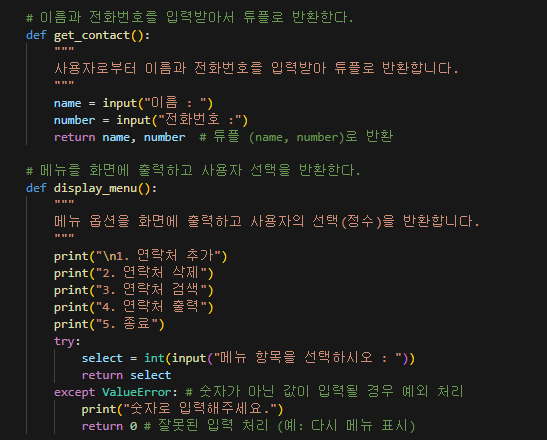 # 이름과 전화번호를 입력받아서 튜플로 반환한다.
def get_contact():
    """
    사용자로부터 이름과 전화번호를 입력받아 튜플로 반환합니다.
    """
    name = input("이름 : ")
    number = input("전화번호 :")
    return name, number  # 튜플 (name, number)로 반환

# 메뉴를 화면에 출력하고 사용자 선택을 반환한다.
def display_menu():
    """
    메뉴 옵션을 화면에 출력하고 사용자의 선택(정수)을 반환합니다.
    """
    print("\n1. 연락처 추가")
    print("2. 연락처 삭제")
    print("3. 연락처 검색")
    print("4. 연락처 출력")
    print("5. 종료")
    try:
        select = int(input("메뉴 항목을 선택하시오 : "))
        return select
    except ValueError: # 숫자가 아닌 값이 입력될 경우 예외 처리
        print("숫자로 입력해주세요.")
        return 0 # 잘못된 입력 처리 (예: 다시 메뉴 표시)